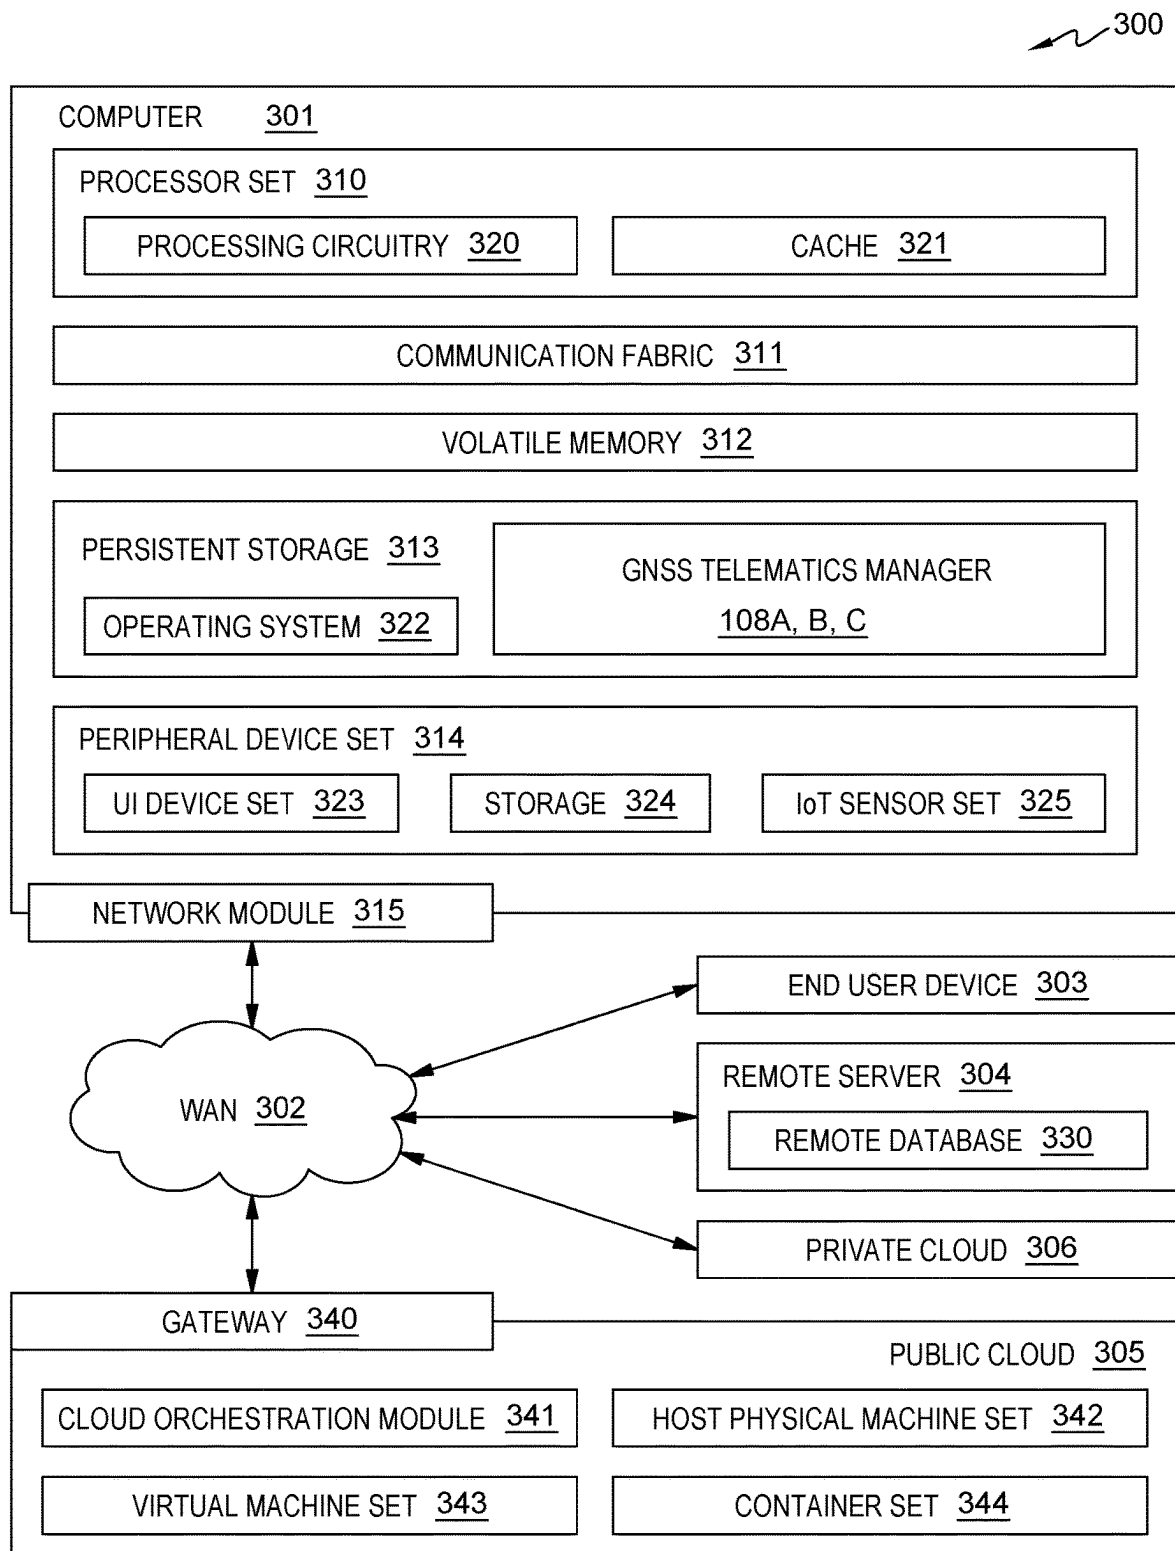 300
COMPUTER 301
PROCESSOR SET 310
PROCESSING CIRCUITRY 320
CACHE 321
COMMUNICATION FABRIC 311
VOLATILE MEMORY 312
PERSISTENT STORAGE 313
OPERATING SYSTEM 322
GNSS TELEMATICS MANAGER
108A, B, C
PERIPHERAL DEVICE SET 314
UI DEVICE SET 323
STORAGE 324
IoT SENSOR SET 325
NETWORK MODULE 315
WAN 302
END USER DEVICE 303
REMOTE SERVER 304
REMOTE DATABASE 330
PRIVATE CLOUD 306
GATEWAY 340
PUBLIC CLOUD 305
CLOUD ORCHESTRATION MODULE 341
HOST PHYSICAL MACHINE SET 342
VIRTUAL MACHINE SET 343
CONTAINER SET 344